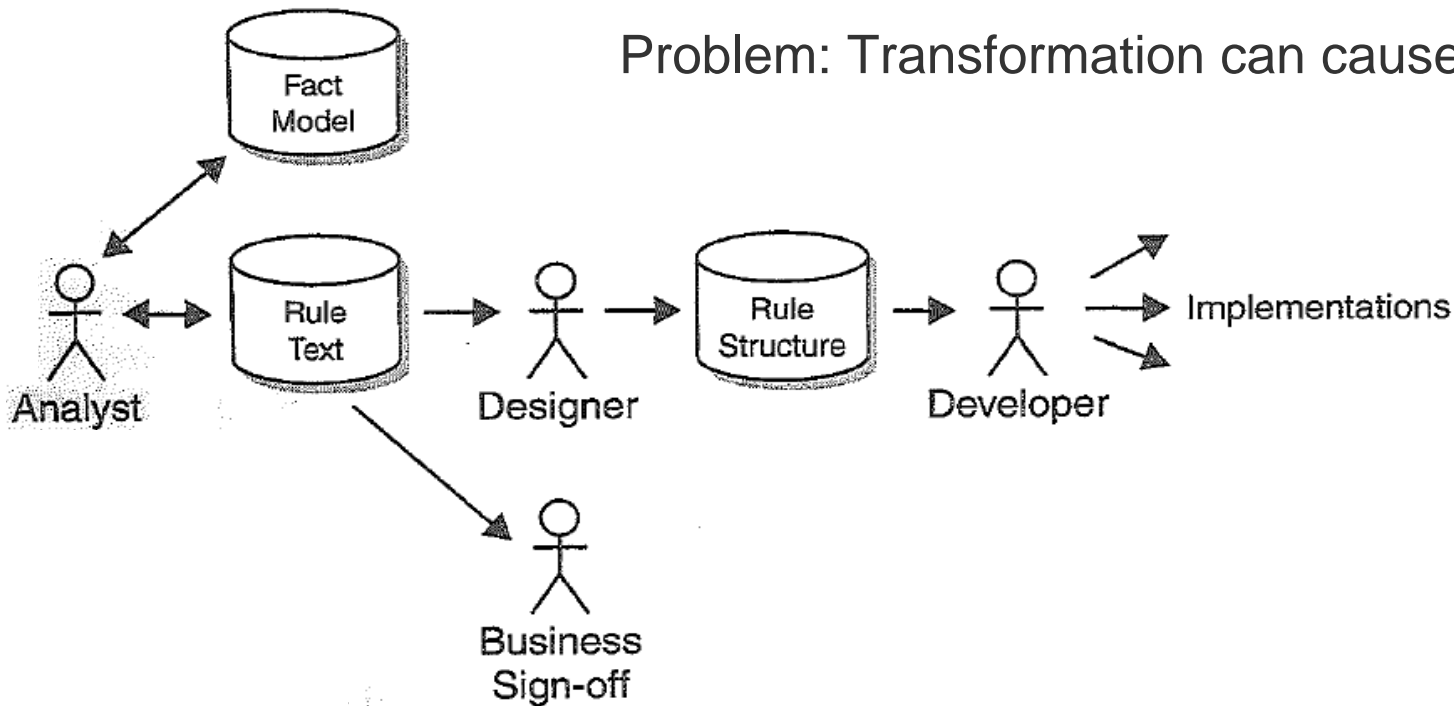 Problem: Transformation can cause
Fact
Model
Rule
Text
Rule
Structure
Implementations
Analyst
Designer
Developer
Business
Sign-off